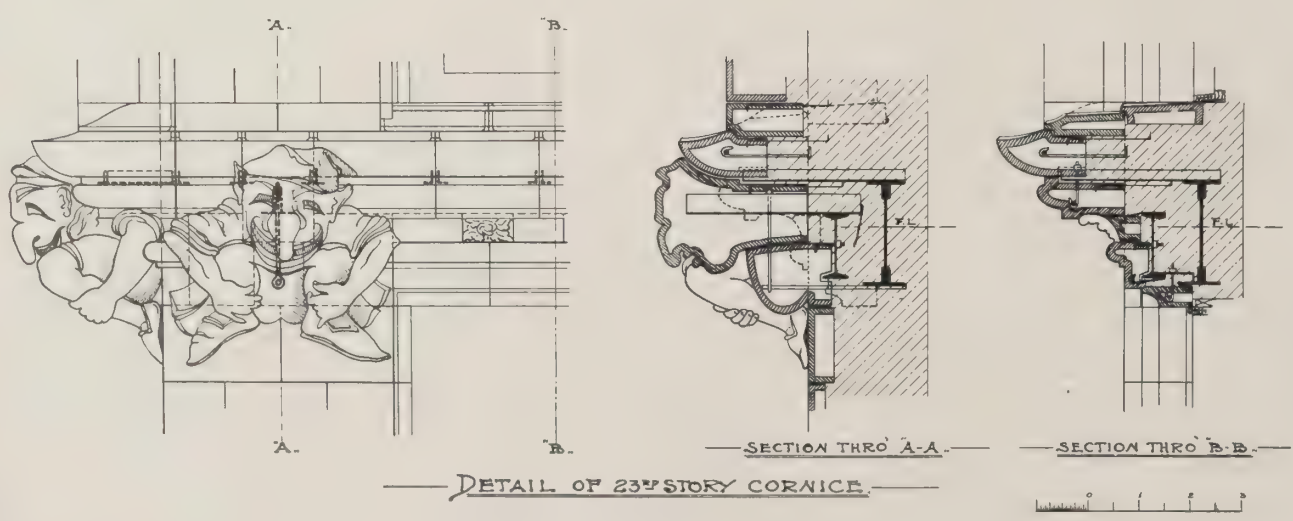 "A.. "B..
F.L. F.L.
"A.. "B..
SECTION THRO' "A-A.. SECTION THRO' "B-B..
DETAIL OF 23RD STORY CORNICE.
0 1 2 3